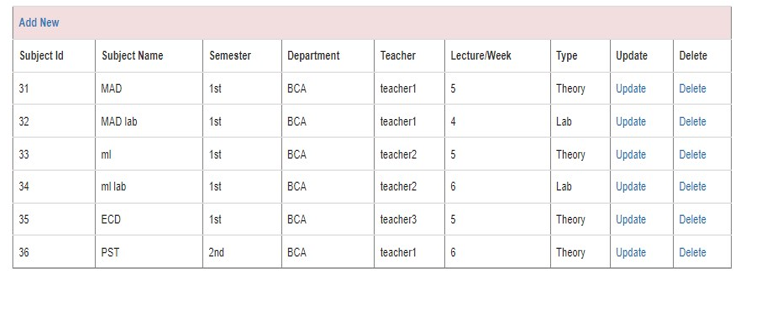 Add New
Subject Id Subject Name Semester Department Teacher Lecture/Week Type Update Delete
31 MAD 1st BCA teacher1 5 Theory Update Delete
32 MAD lab 1st BCA teacher1 4 Lab Update Delete
33 ml 1st BCA teacher2 5 Theory Update Delete
34 ml lab 1st BCA teacher2 6 Lab Update Delete
35 ECD 1st BCA teacher3 5 Theory Update Delete
36 PST 2nd BCA teacher1 6 Theory Update Delete